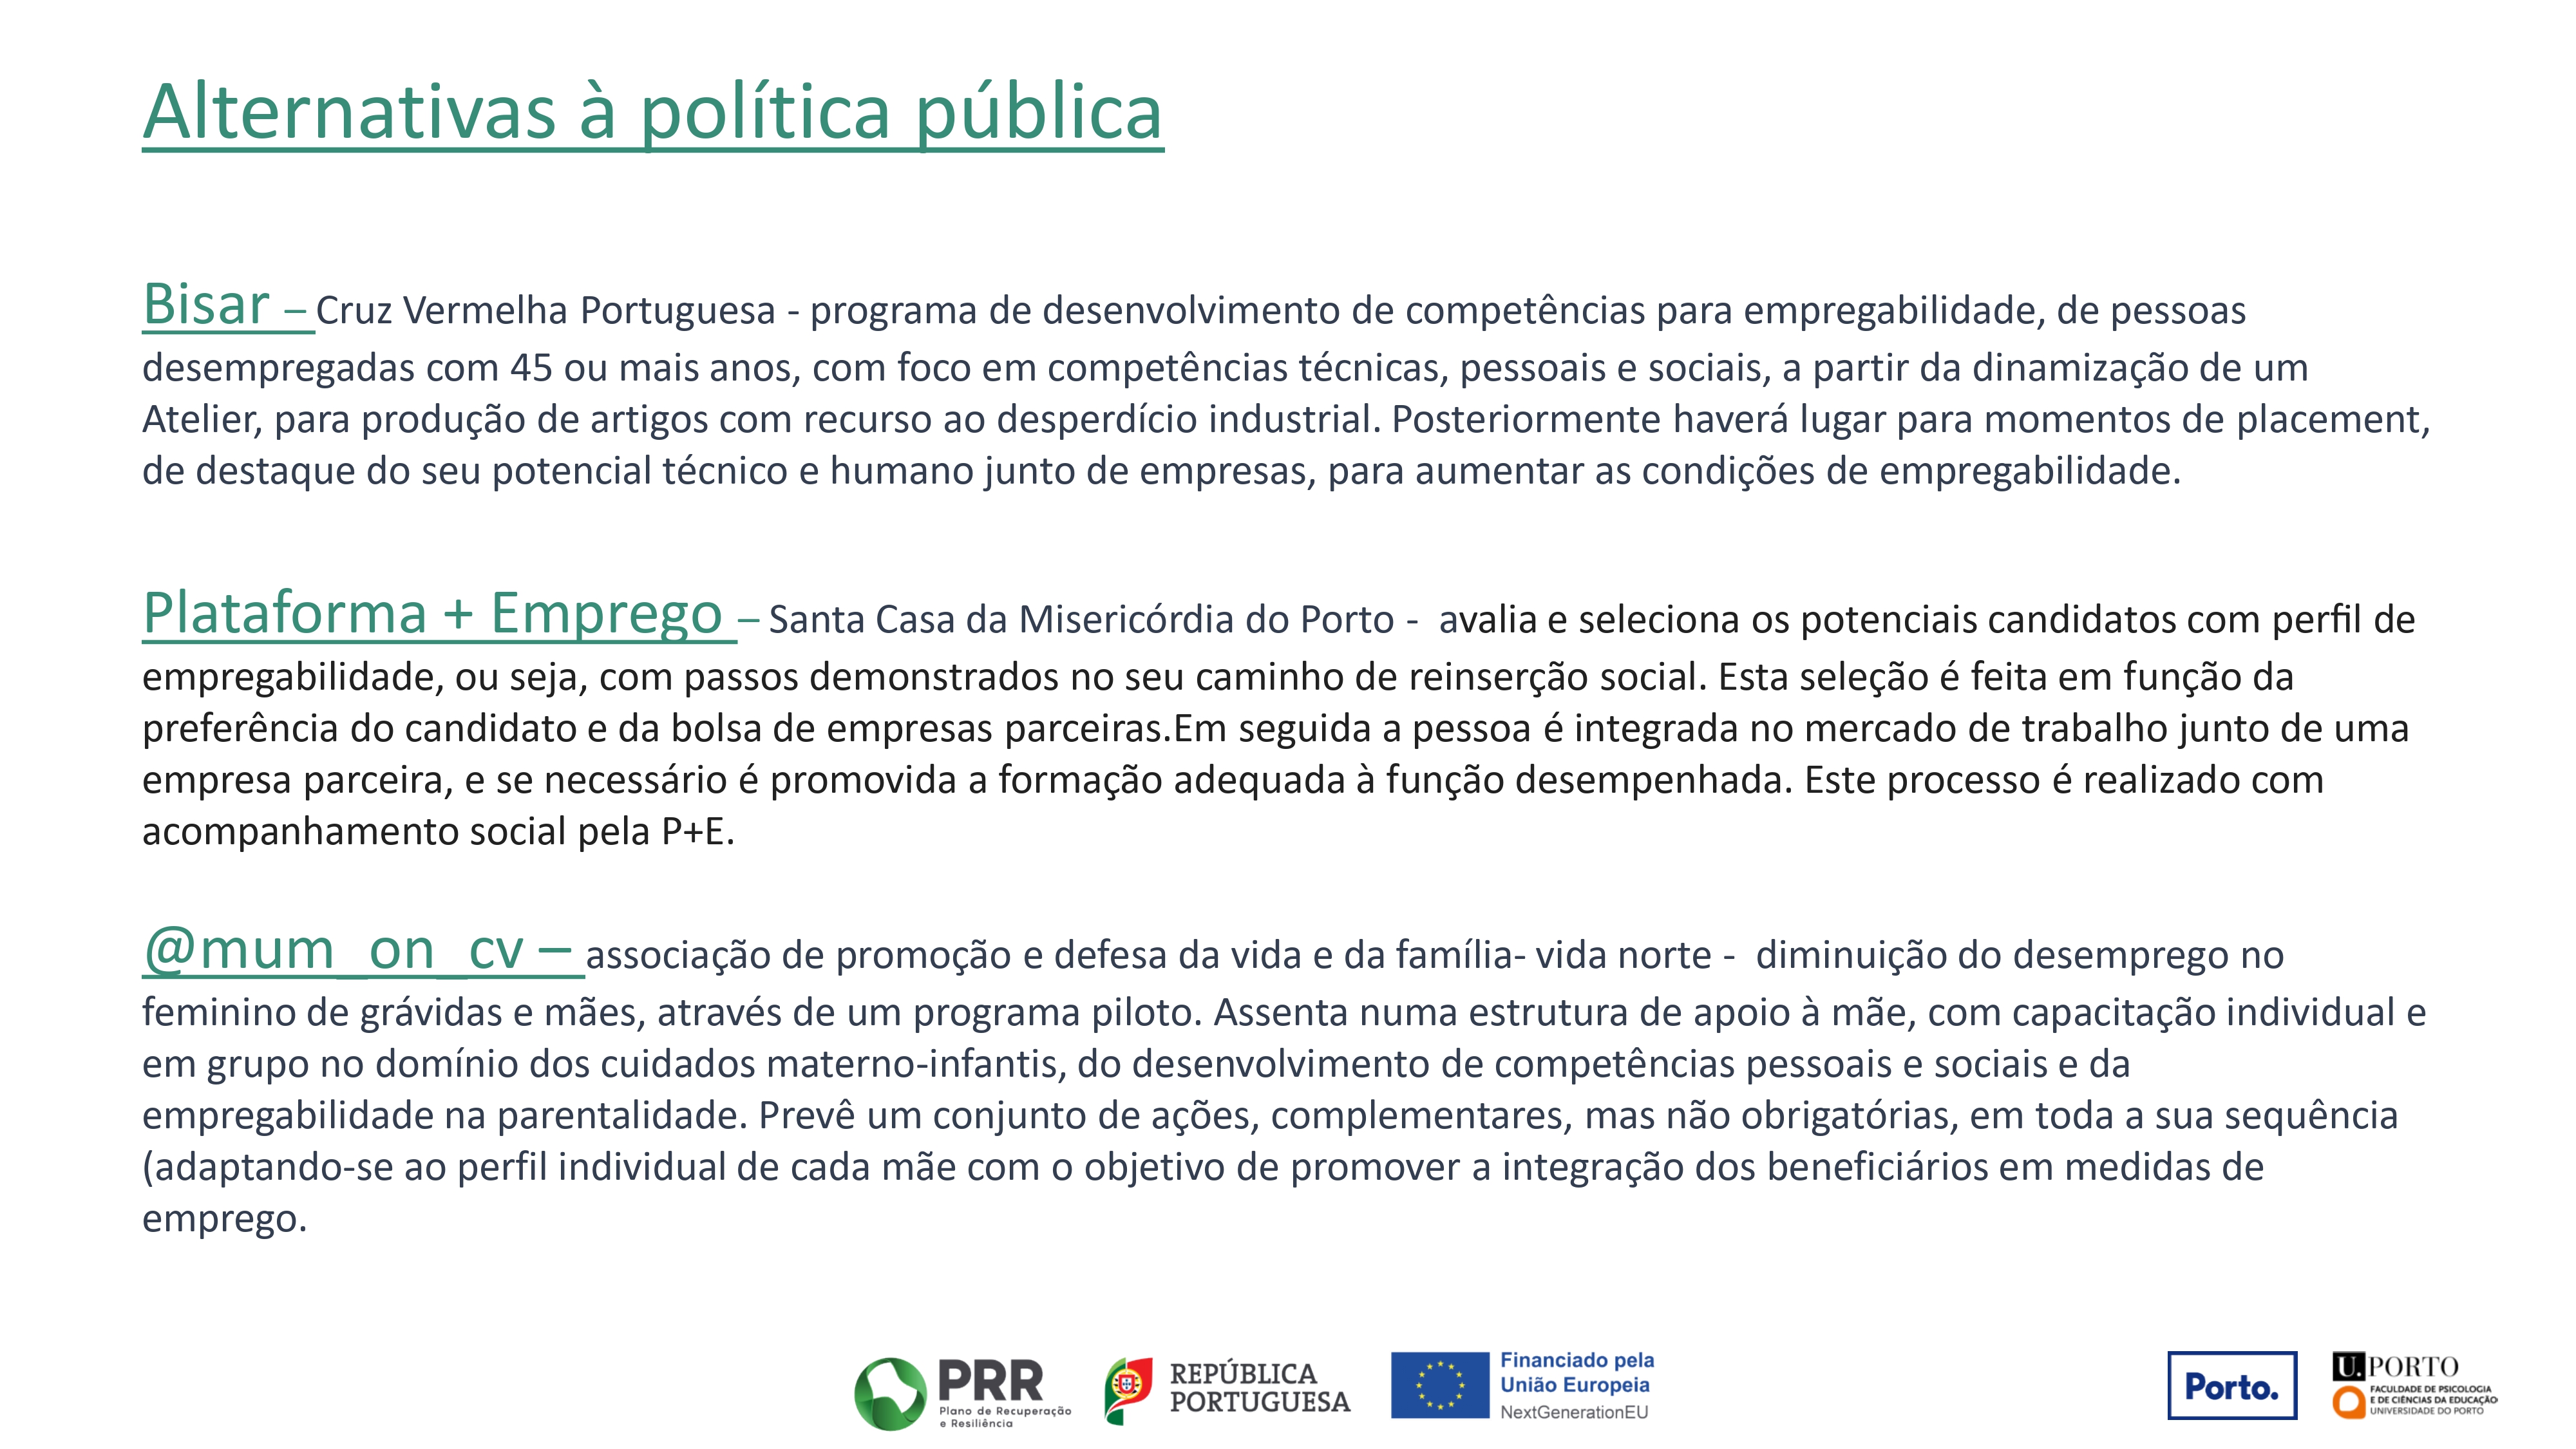 Alternativas à política pública
Bisar – Cruz Vermelha Portuguesa - programa de desenvolvimento de competências para empregabilidade, de pessoas
desempregadas com 45 ou mais anos, com foco em competências técnicas, pessoais e sociais, a partir da dinamização de um
Atelier, para produção de artigos com recurso ao desperdício industrial. Posteriormente haverá lugar para momentos de placement,
de destaque do seu potencial técnico e humano junto de empresas, para aumentar as condições de empregabilidade.
Plataforma + Emprego – Santa Casa da Misericórdia do Porto -  avalia e seleciona os potenciais candidatos com perfil de
empregabilidade, ou seja, com passos demonstrados no seu caminho de reinserção social. Esta seleção é feita em função da
preferência do candidato e da bolsa de empresas parceiras.Em seguida a pessoa é integrada no mercado de trabalho junto de uma
empresa parceira, e se necessário é promovida a formação adequada à função desempenhada. Este processo é realizado com
acompanhamento social pela P+E.
@mum_on_cv – associação de promoção e defesa da vida e da família- vida norte -  diminuição do desemprego no
feminino de grávidas e mães, através de um programa piloto. Assenta numa estrutura de apoio à mãe, com capacitação individual e
em grupo no domínio dos cuidados materno-infantis, do desenvolvimento de competências pessoais e sociais e da
empregabilidade na parentalidade. Prevê um conjunto de ações, complementares, mas não obrigatórias, em toda a sua sequência
(adaptando-se ao perfil individual de cada mãe com o objetivo de promover a integração dos beneficiários em medidas de
emprego.
PRR
Plano de Recuperação
e Resiliência
REPÚBLICA
PORTUGUESA
Financiado pela
União Europeia
NextGenerationEU
Porto.
U.PORTO
FACULDADE DE PSICOLOGIA
E DE CIÊNCIAS DA EDUCAÇÃO
UNIVERSIDADE DO PORTO